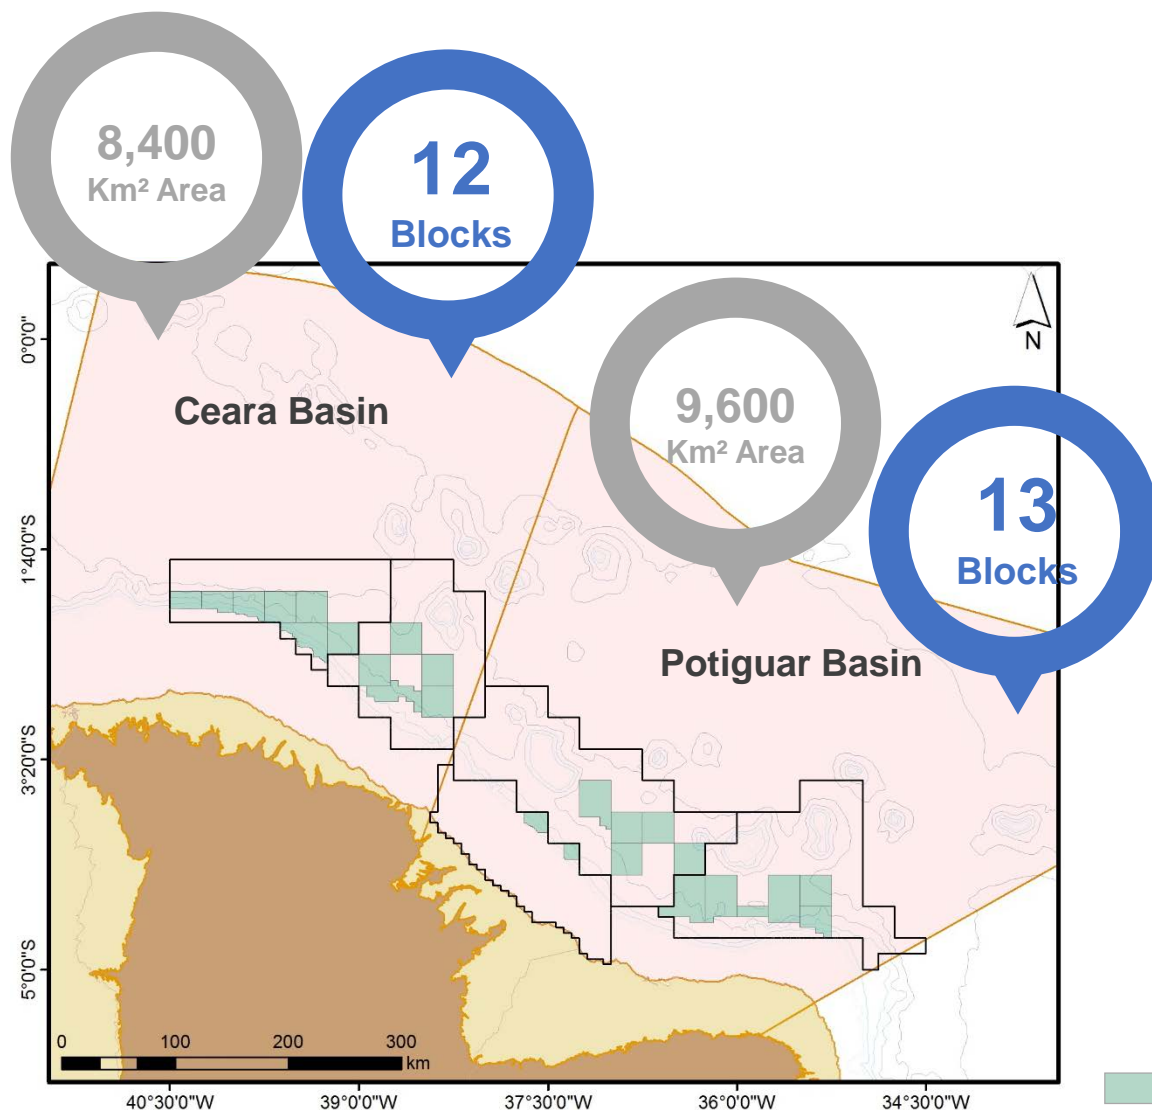 8,400
Km² Area
12
Blocks
9,600
Km² Area
13
Blocks
N
Ceara Basin
Potiguar Basin
0°0'0"
1°40'0"S
3°20'0"S
5°0'0"S
0 100 200 300
km
40°30'0"W 39°0'0"W 37°30'0"W 36°0'0"W 34°30'0"W